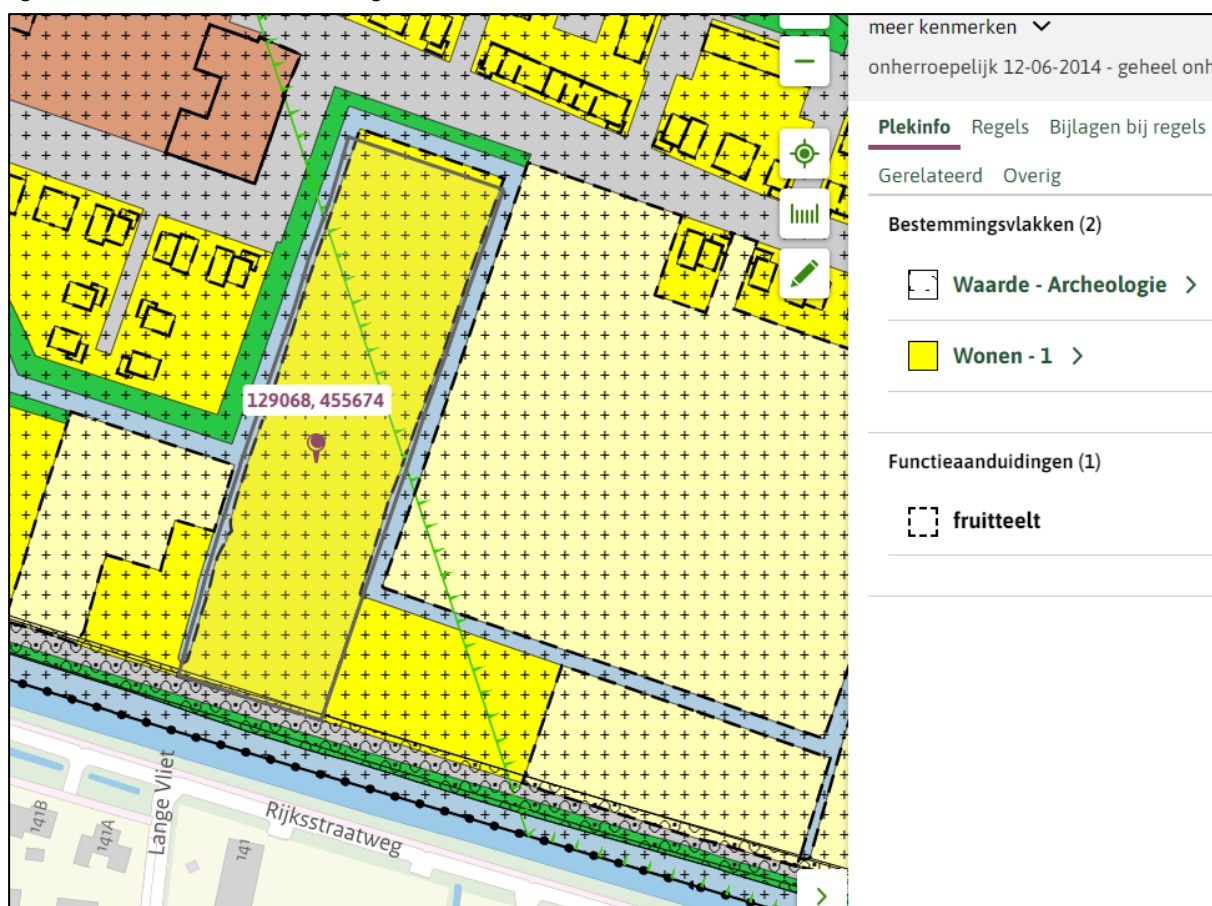 meer kenmerken
onherroepelijk 12-06-2014 - geheel onh
Plekinfo Regels Bijlagen bij regels
Gerelateerd Overig
Bestemmingsvlakken (2)
Waarde - Archeologie
Wonen - 1
Functieaanduidingen (1)
fruitteelt
129068, 455674
Lange Vliet
Rijksstraatweg
141B
141A
141